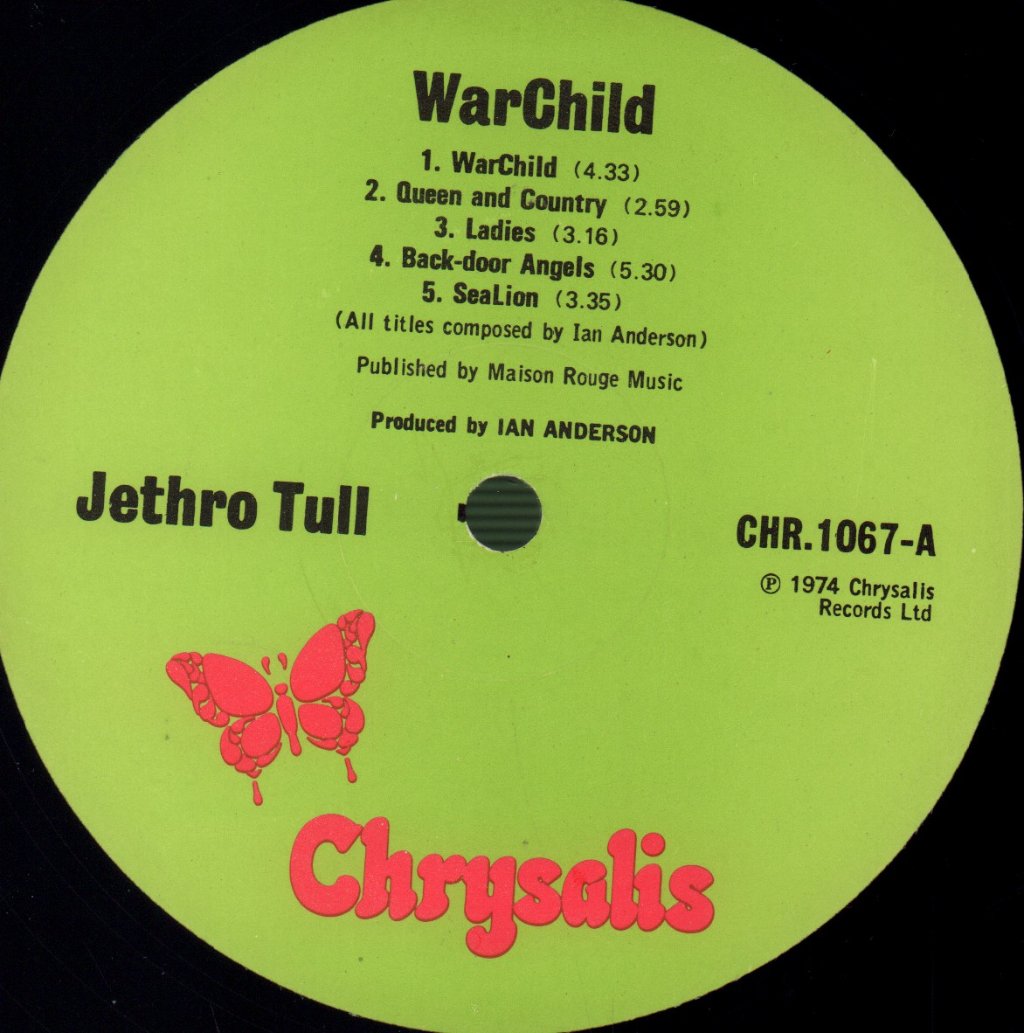 WarChild
1. WarChild (4.33)
2. Queen and Country (2.59)
3. Ladies (3.16)
4. Back-door Angels (5.30)
5. SeaLion (3.35)
(All titles composed by Ian Anderson)
Published by Maison Rouge Music
Produced by IAN ANDERSON
Jethro Tull
CHR.1067-A
℗ 1974 Chrysalis
Records Ltd
Chrysalis